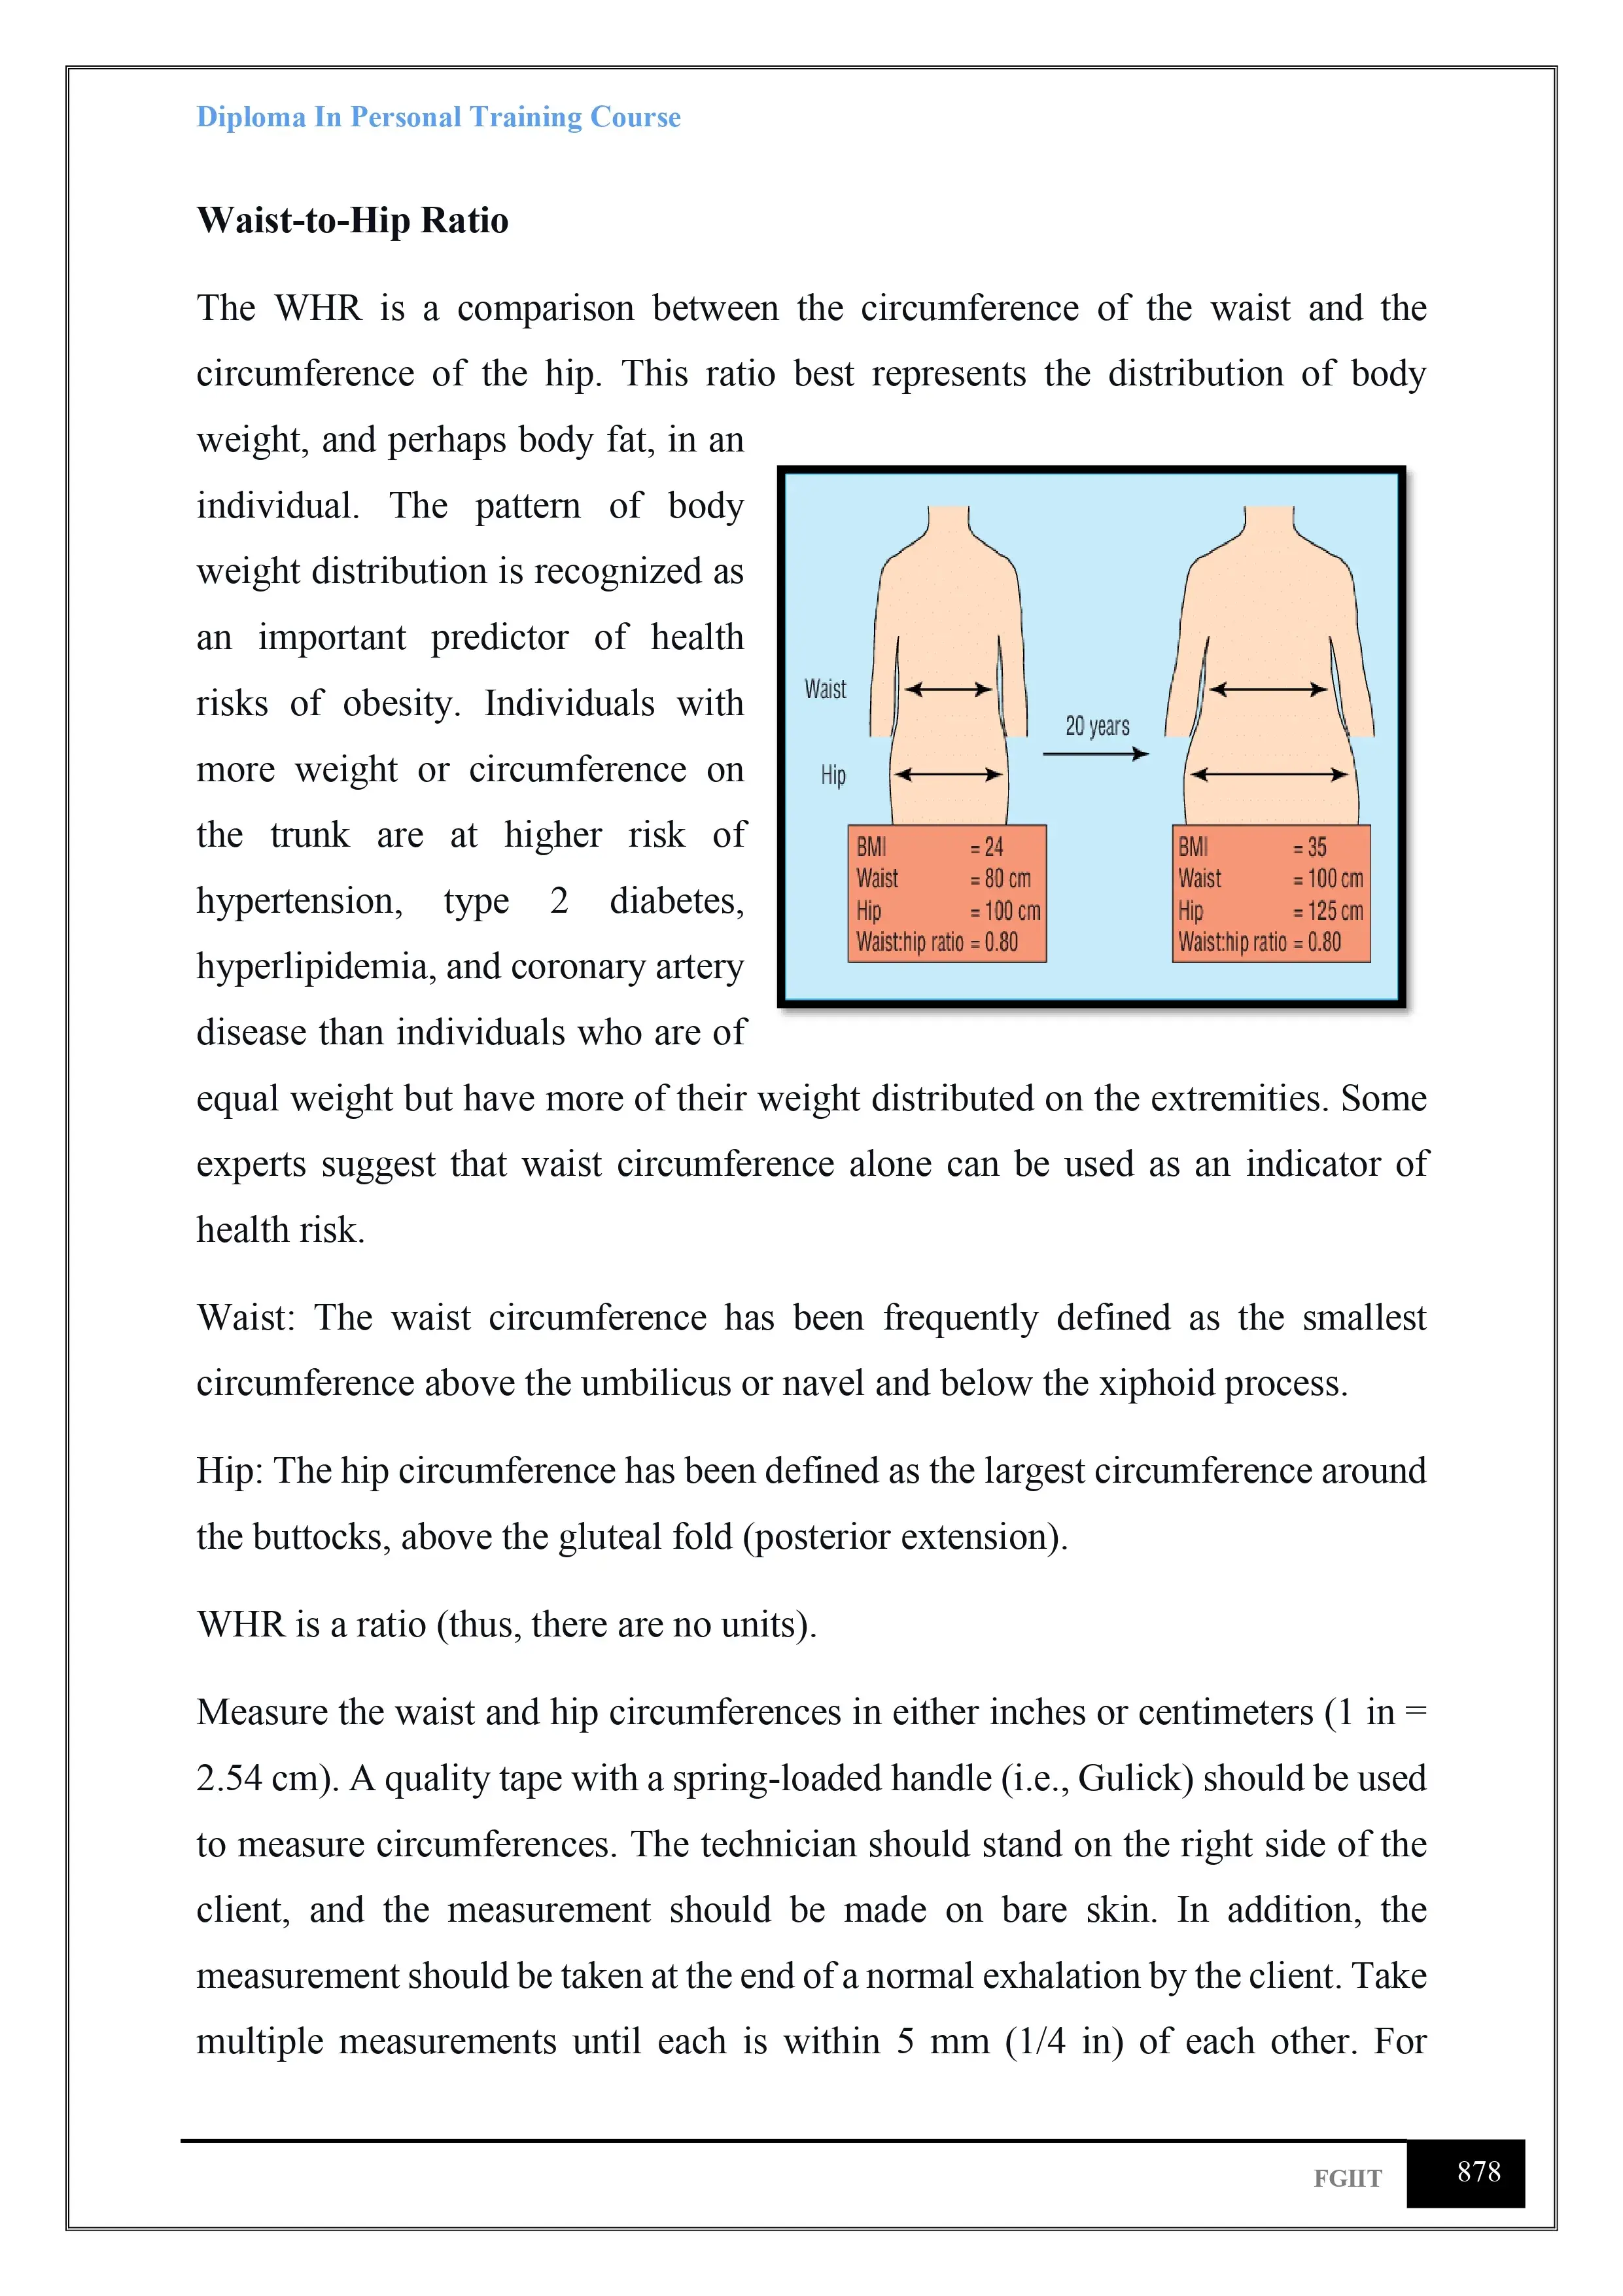 Diploma In Personal Training Course
Waist-to-Hip Ratio
The WHR is a comparison between the circumference of the waist and the
circumference of the hip. This ratio best represents the distribution of body
weight, and perhaps body fat, in an
individual. The pattern of body
weight distribution is recognized as
an important predictor of health
risks of obesity. Individuals with
more weight or circumference on
the trunk are at higher risk of
hypertension, type 2 diabetes,
hyperlipidemia, and coronary artery
disease than individuals who are of
Waist
Hip
20 years
BMI = 24
Waist = 80 cm
Hip = 100 cm
Waist:hip ratio = 0.80
BMI = 35
Waist = 100 cm
Hip = 125 cm
Waist:hip ratio = 0.80
equal weight but have more of their weight distributed on the extremities. Some
experts suggest that waist circumference alone can be used as an indicator of
health risk.
Waist: The waist circumference has been frequently defined as the smallest
circumference above the umbilicus or navel and below the xiphoid process.
Hip: The hip circumference has been defined as the largest circumference around
the buttocks, above the gluteal fold (posterior extension).
WHR is a ratio (thus, there are no units).
Measure the waist and hip circumferences in either inches or centimeters (1 in =
2.54 cm). A quality tape with a spring-loaded handle (i.e., Gulick) should be used
to measure circumferences. The technician should stand on the right side of the
client, and the measurement should be made on bare skin. In addition, the
measurement should be taken at the end of a normal exhalation by the client. Take
multiple measurements until each is within 5 mm (1/4 in) of each other. For
FGIIT 878